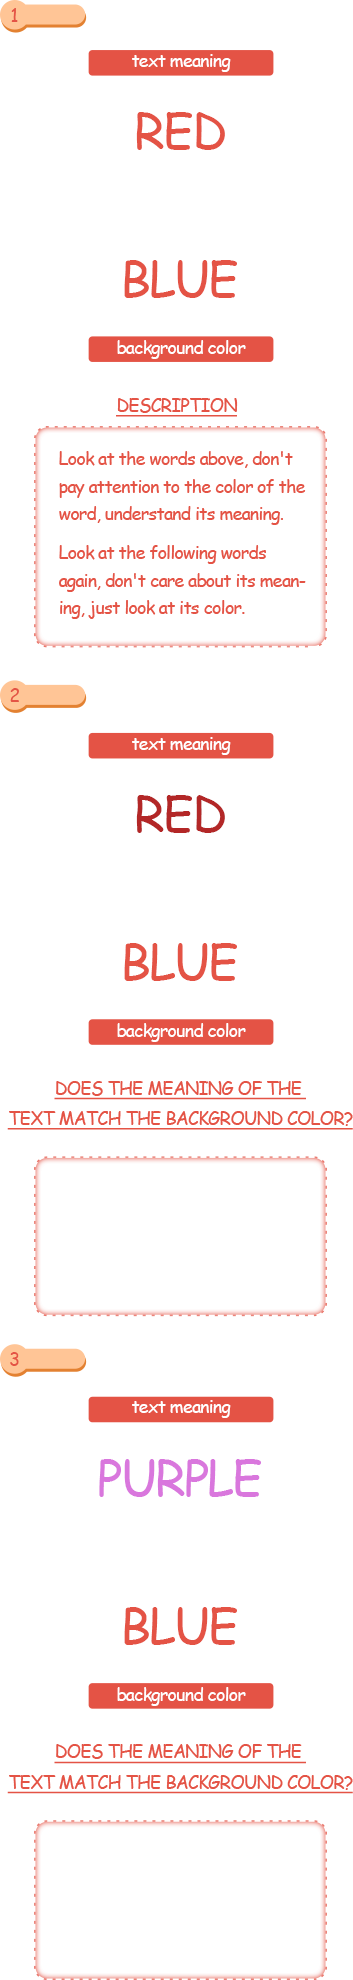 1
text meaning
RED
BLUE
background color
DESCRIPTION
Look at the words above, don't
pay attention to the color of the
word, understand its meaning.
Look at the following words
again, don't care about its mean-
ing, just look at its color.
2
text meaning
RED
BLUE
background color
DOES THE MEANING OF THE
TEXT MATCH THE BACKGROUND COLOR?
3
text meaning
PURPLE
BLUE
background color
DOES THE MEANING OF THE
TEXT MATCH THE BACKGROUND COLOR?